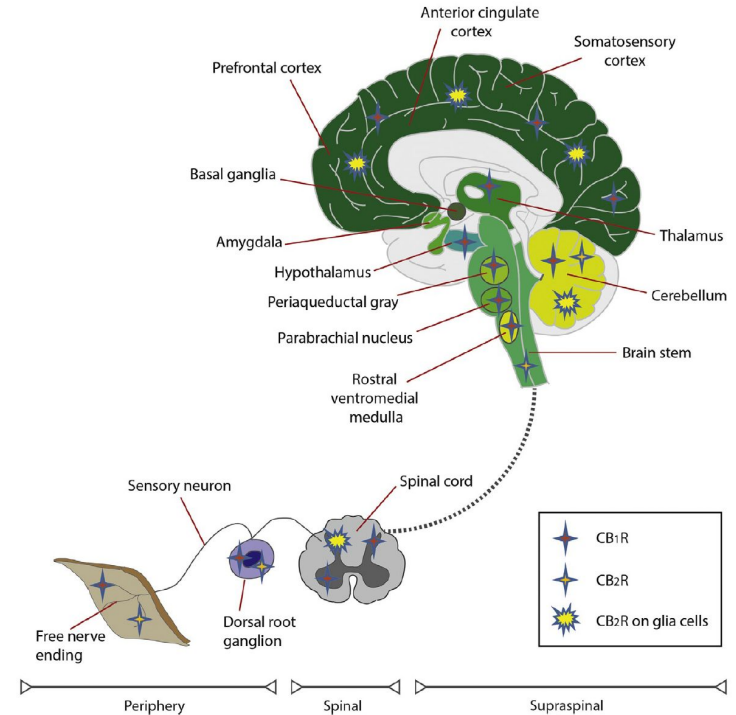 Anterior cingulate
cortex
Somatosensory
cortex
Prefrontal cortex
Basal ganglia
Amygdala
Thalamus
Hypothalamus
Periaqueductal gray
Cerebellum
Parabrachial nucleus
Brain stem
Rostral
ventromedial
medulla
Sensory neuron
Spinal cord
CB1R
CB2R
CB2R on glia cells
Free nerve
ending
Dorsal root
ganglion
Periphery
Spinal
Supraspinal